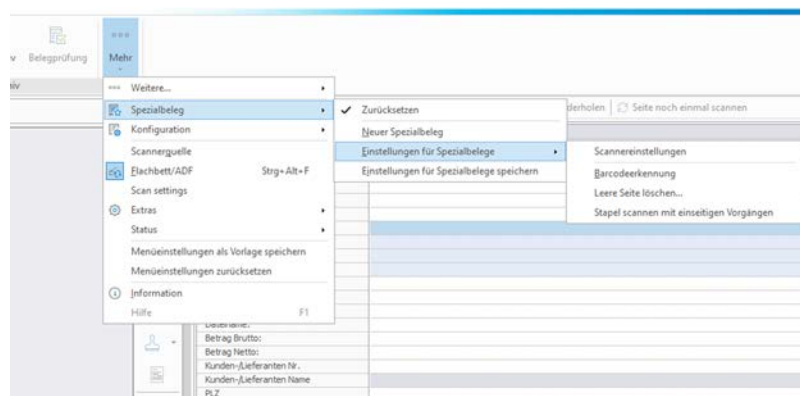 Belegprüfung
Mehr
Weitere...
Spezialbeleg
Zurücksetzen
Seite noch einmal scannen
Konfiguration
Neuer Spezialbeleg
Scannerquelle
Einstellungen für Spezialbelege
Scannereinstellungen
Flachbett/ADF Strg+Alt+F
Einstellungen für Spezialbelege speichern
Barcodeerkennung
Scan settings
Leere Seite löschen...
Extras
Stapel scannen mit einseitigen Vorgängen
Status
Menüeinstellungen als Vorlage speichern
Menüeinstellungen zurücksetzen
Information
Hilfe F1
Dateiname:
Betrag Brutto:
Betrag Netto:
Kunden-/Lieferanten Nr.
Kunden-/Lieferanten Name
PLZ